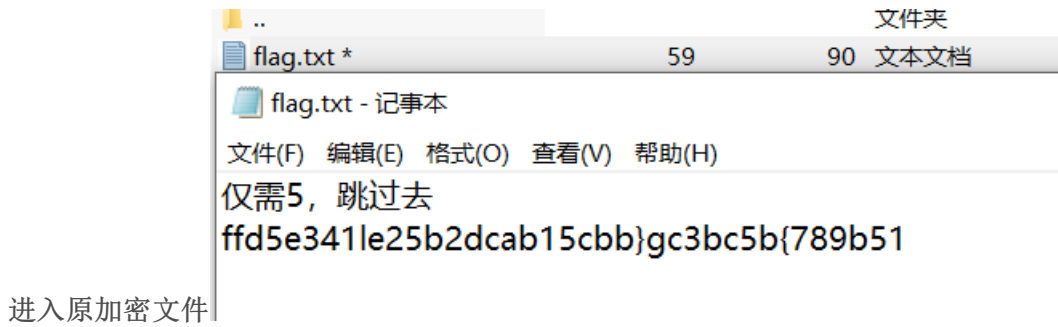 .. 文件夹
flag.txt * 59 90 文本文档
flag.txt - 记事本
文件(F) 编辑(E) 格式(O) 查看(V) 帮助(H)
仅需5，跳过去
ffd5e341le25b2dcab15cbb}gc3bc5b{789b51
进入原加密文件